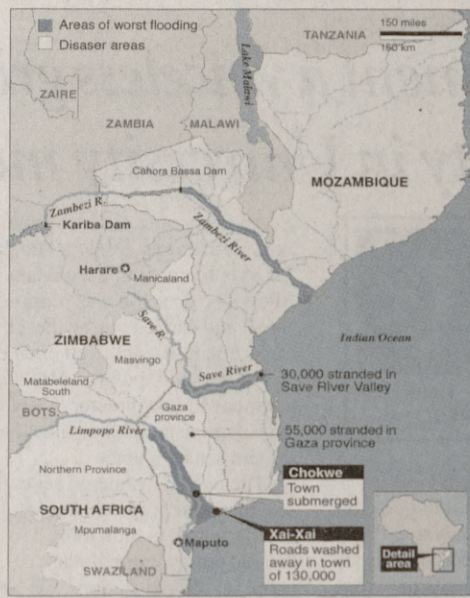 Areas of worst flooding
Disaser areas
150 miles
150 km
TANZANIA
Lake Malawi
ZAIRE
ZAMBIA
MALAWI
Cahora Bassa Dam
MOZAMBIQUE
Zambezi R.
Kariba Dam
Zambezi River
Harare
Manicaland
Save R.
ZIMBABWE
Indian Ocean
Masvingo
Save River
30,000 stranded in
Save River Valley
Matabeleland
South
Gaza
province
BOTS.
Limpopo River
55,000 stranded in
Gaza province
Northern Province
Chokwe
Town
submerged
SOUTH AFRICA
Mpumalanga
Xai-Xai
Roads washed
away in town
of 130,000
Maputo
Detail
area
SWAZILAND